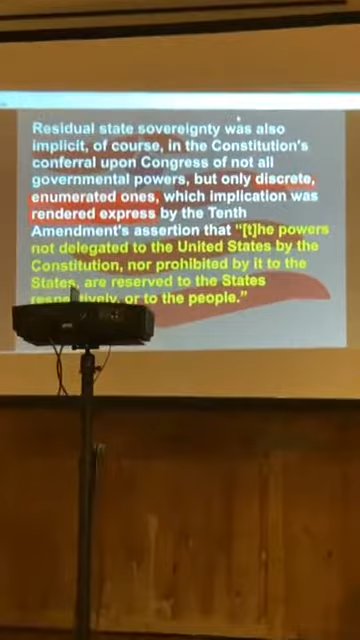 Residual state sovereignty was also
implicit, of course, in the Constitution's
conferral upon Congress of not all
governmental powers, but only discrete,
enumerated ones, which implication was
rendered express by the Tenth
Amendment's assertion that "[t]he powers
not delegated to the United States by the
Constitution, nor prohibited by it to the
States, are reserved to the States
respectively, or to the people."